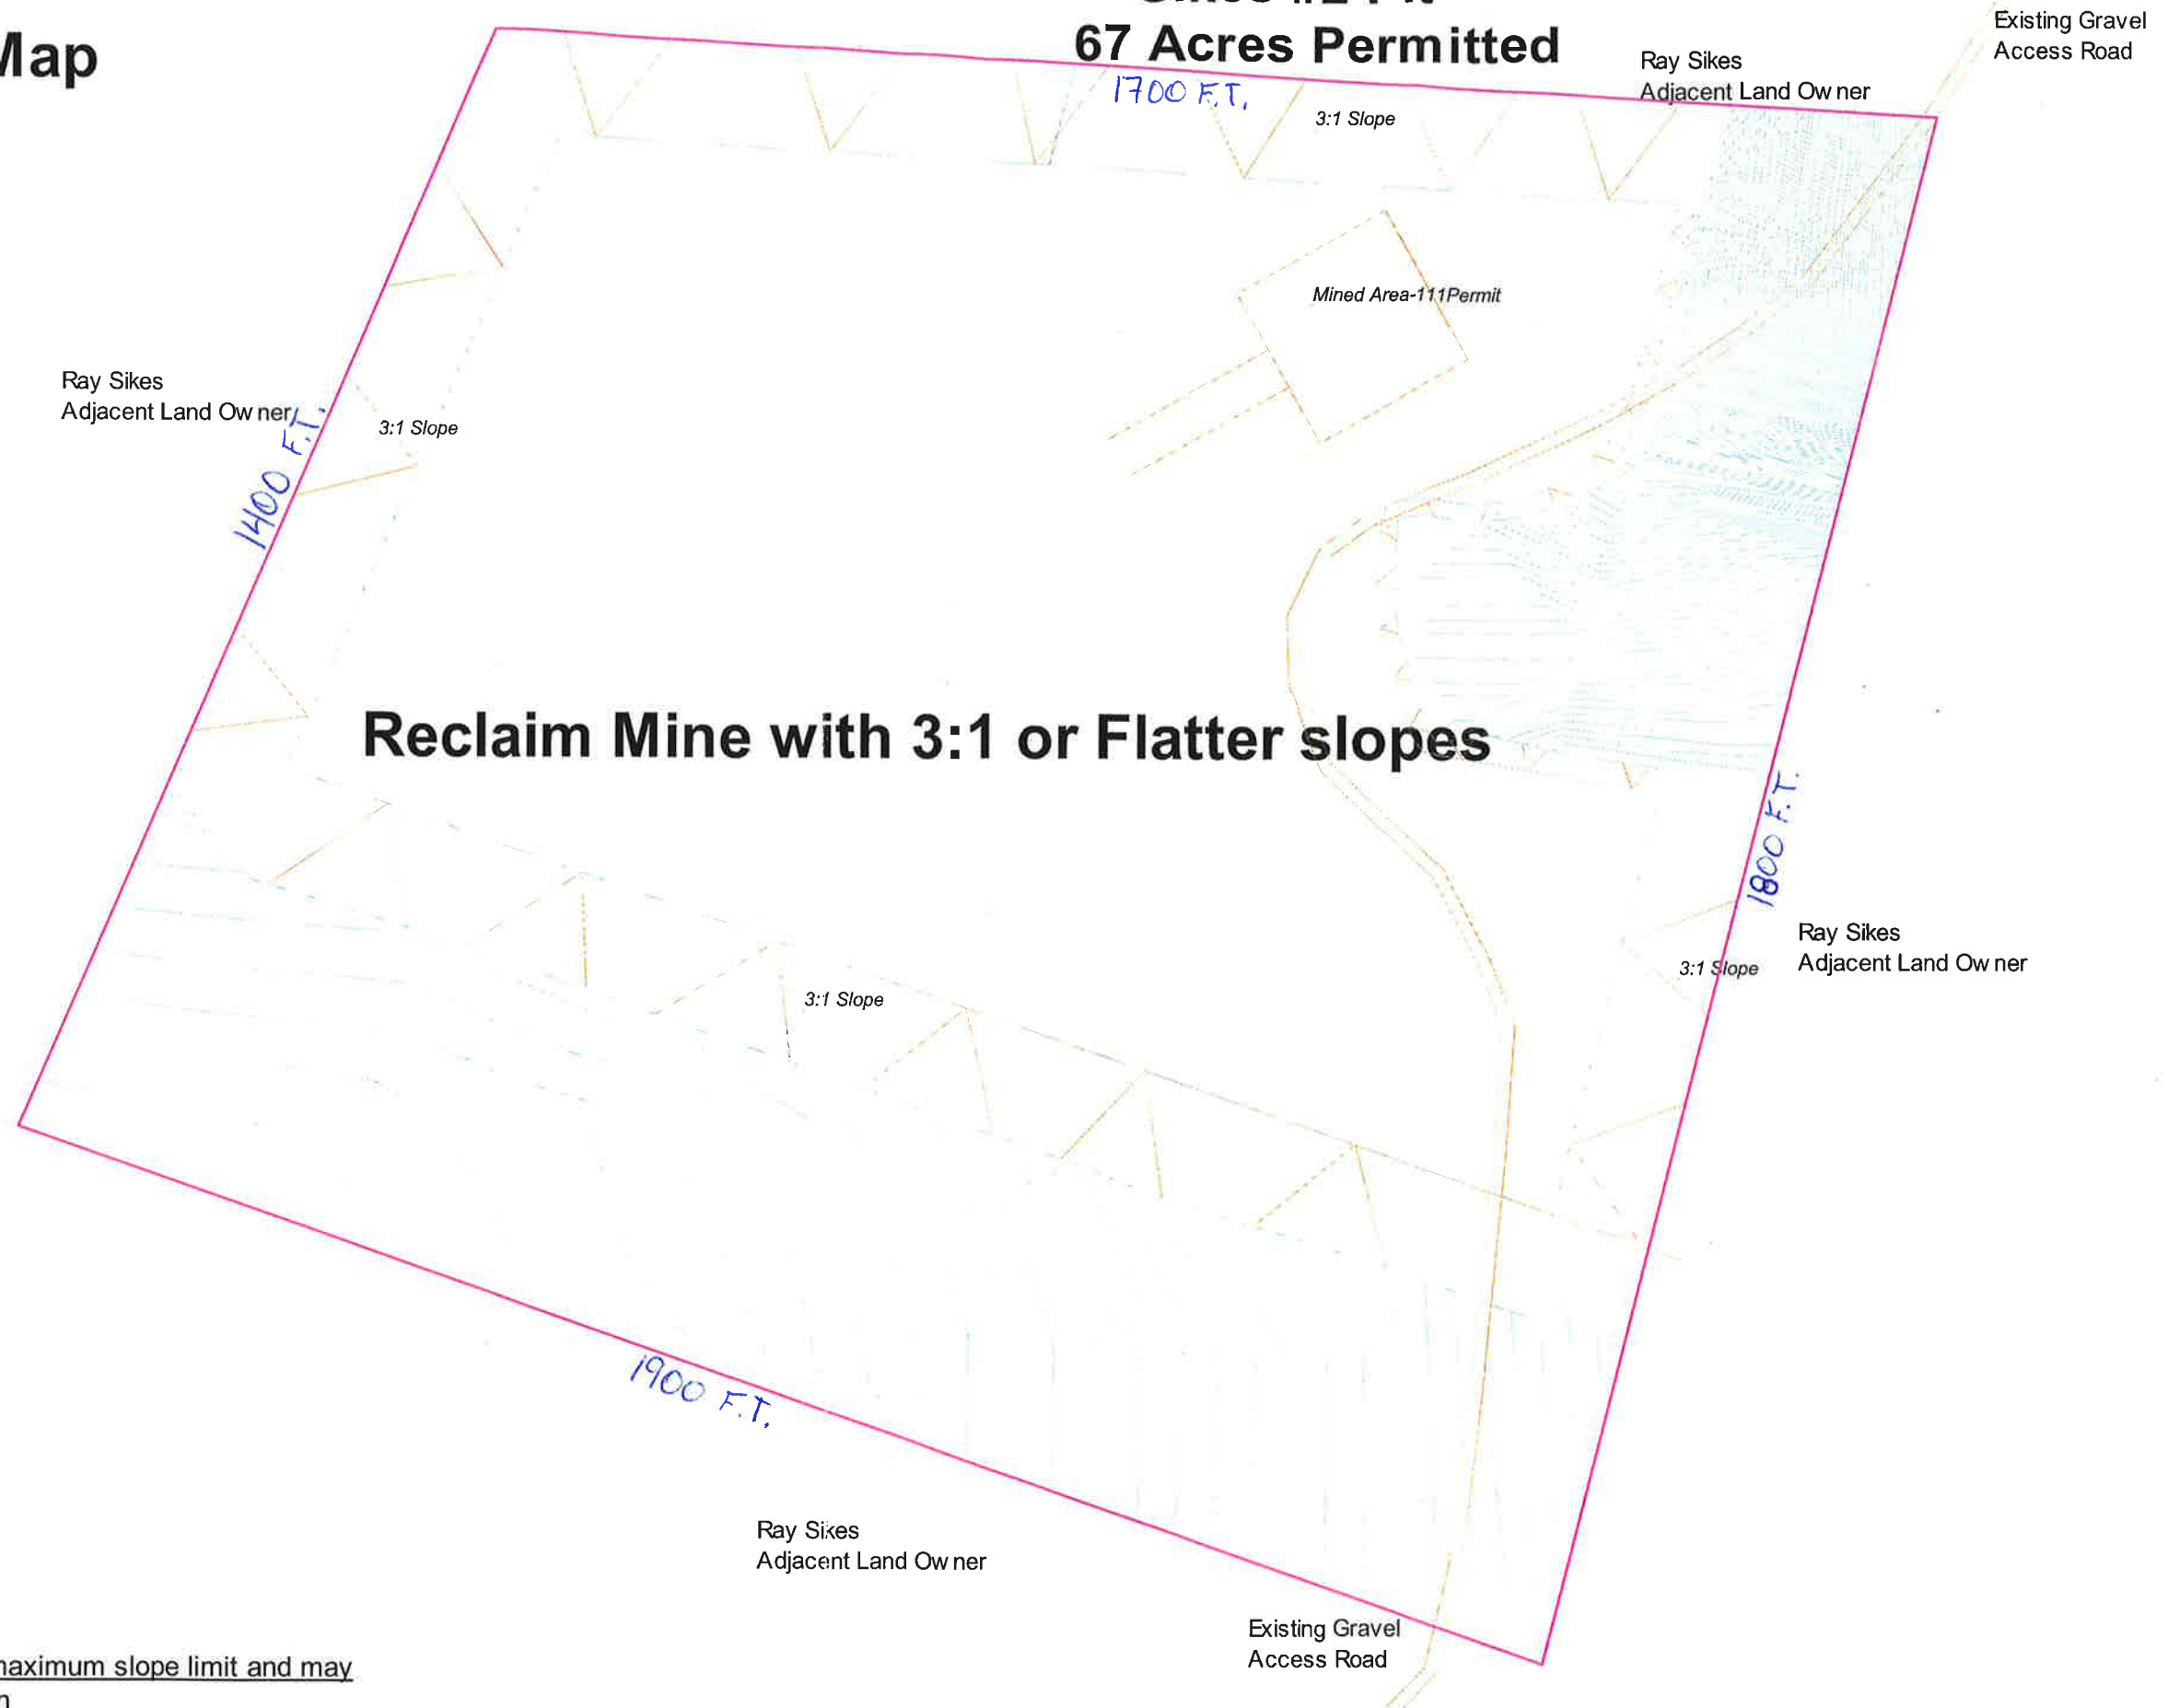 Map
67 Acres Permitted
Existing Gravel
Access Road
Ray Sikes
Adjacent Land Owner
1700 F.T.
3:1 Slope
Mined Area-111Permit
Ray Sikes
Adjacent Land Owner
1400 F.T.
3:1 Slope
Reclaim Mine with 3:1 or Flatter slopes
1800 F.T.
Ray Sikes
Adjacent Land Owner
3:1 Slope
3:1 Slope
1900 F.T.
Ray Sikes
Adjacent Land Owner
Existing Gravel
Access Road
maximum slope limit and may